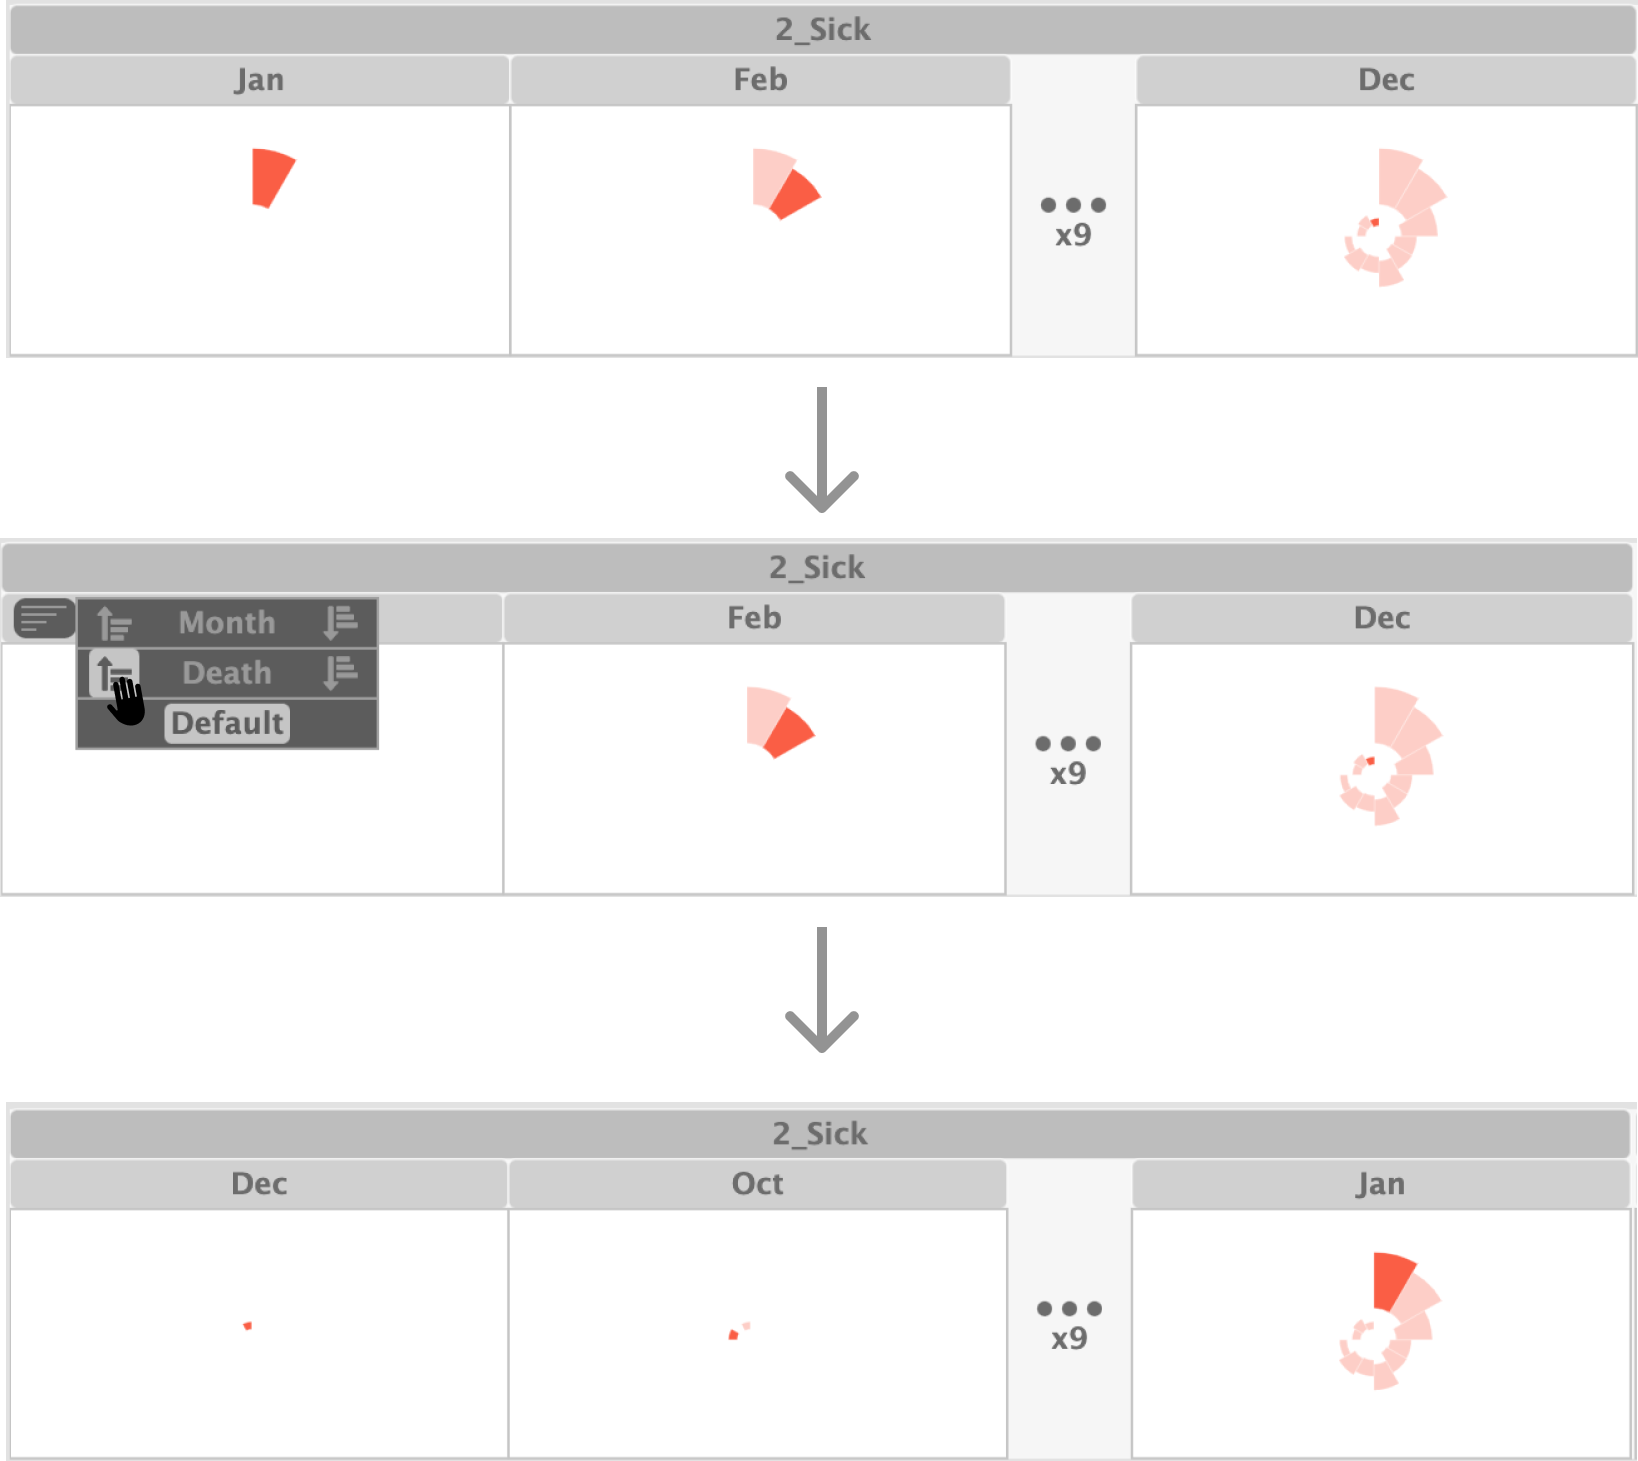 2_Sick
Jan Feb Dec
x9
2_Sick
Month Feb Dec
Death
Default
x9
2_Sick
Dec Oct Jan
x9